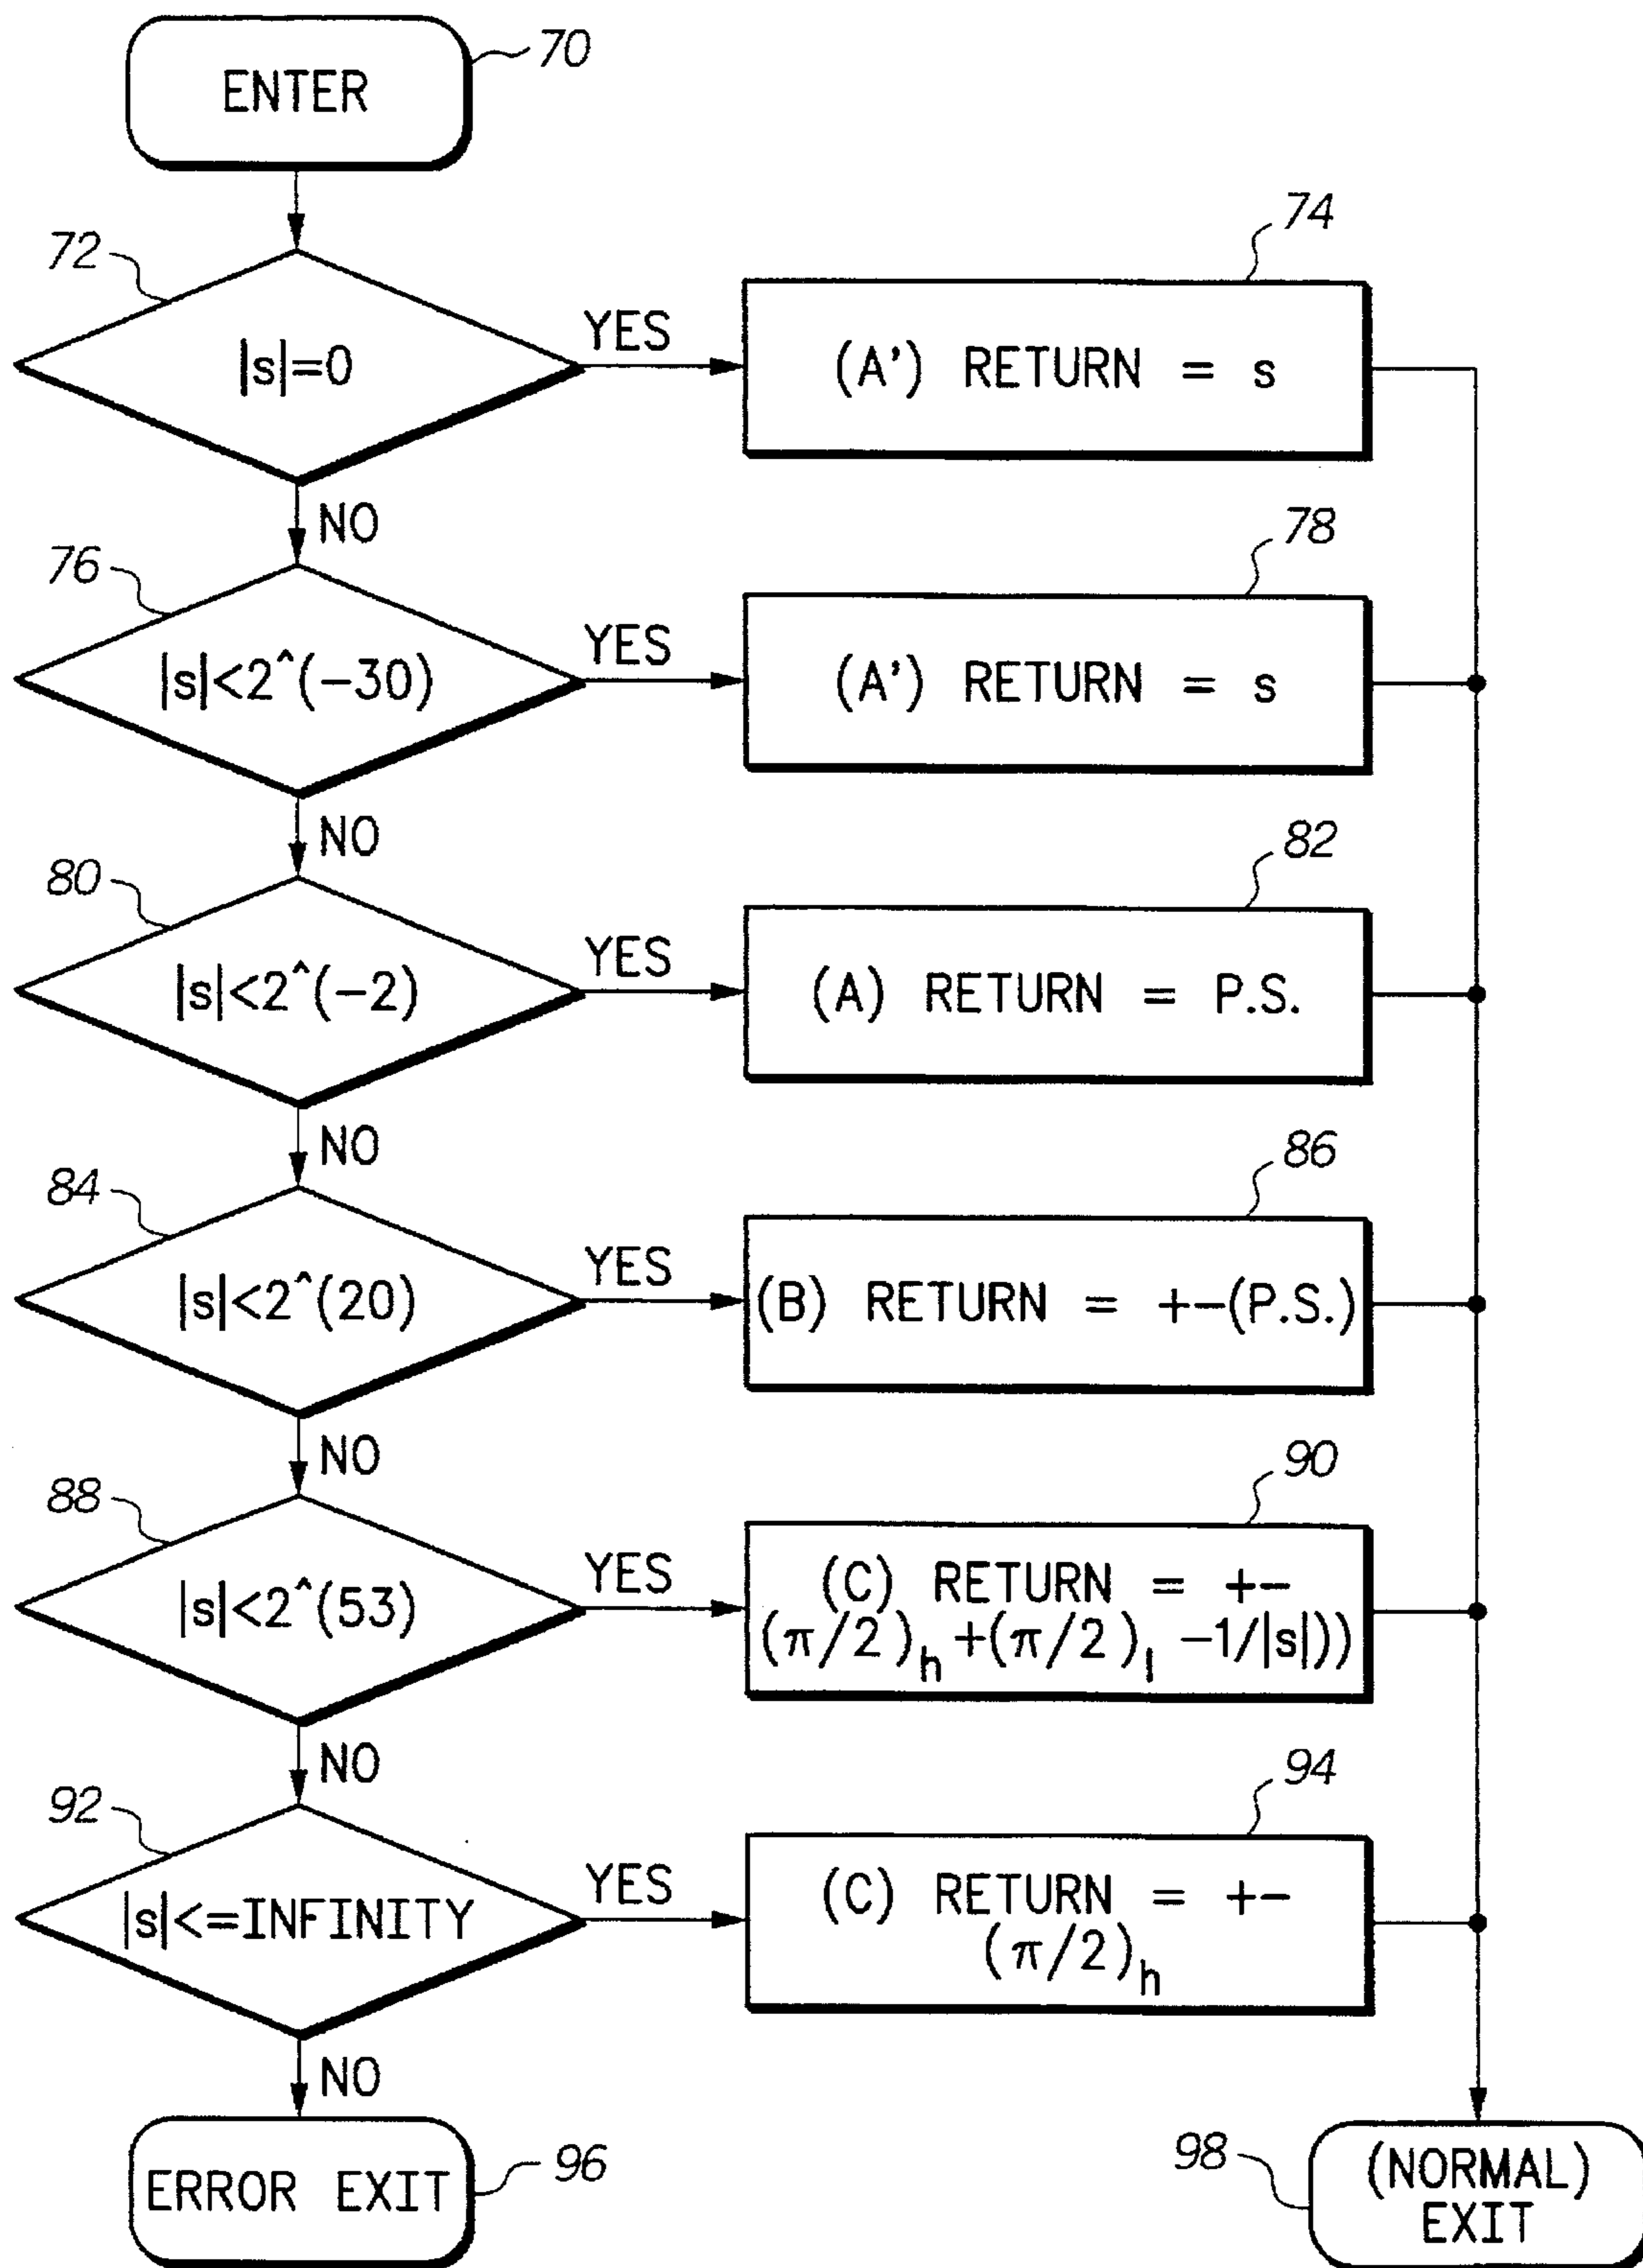 ENTER
70
72
|s|=0
YES
74
(A') RETURN = s
NO
76
|s|<2^(-30)
YES
78
(A') RETURN = s
NO
80
|s|<2^(-2)
YES
82
(A) RETURN = P.S.
NO
84
|s|<2^(20)
YES
86
(B) RETURN = +-(P.S.)
NO
88
|s|<2^(53)
YES
90
(C) RETURN = +-
(π/2)h +(π/2)l -1/|s|))
NO
92
|s|<=INFINITY
YES
94
(C) RETURN = +-
(π/2)h
NO
ERROR EXIT
96
98
(NORMAL)
EXIT